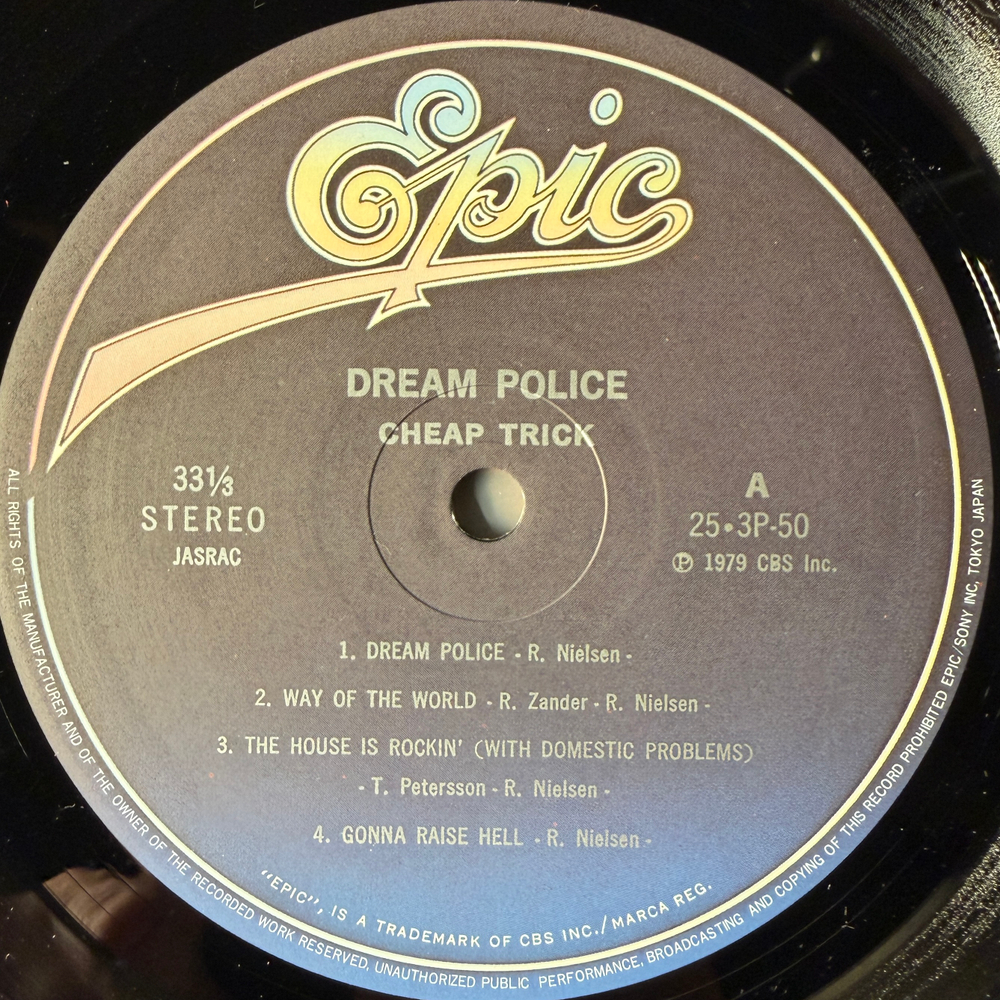 Epic
DREAM POLICE
CHEAP TRICK
33⅓
STEREO
JASRAC
A
25•3P-50
Ⓟ 1979 CBS Inc.
1. DREAM POLICE - R. Nielsen -
2. WAY OF THE WORLD - R. Zander - R. Nielsen -
3. THE HOUSE IS ROCKIN' (WITH DOMESTIC PROBLEMS)
- T. Petersson - R. Nielsen -
4. GONNA RAISE HELL - R. Nielsen -
"EPIC", IS A TRADEMARK OF CBS INC./MARCA REG.
ALL RIGHTS OF THE MANUFACTURER AND OF THE OWNER OF THE RECORDED WORK RESERVED, UNAUTHORIZED PUBLIC PERFORMANCE, BROADCASTING AND COPYING OF THIS RECORD PROHIBITED EPIC/SONY INC, TOKYO JAPAN